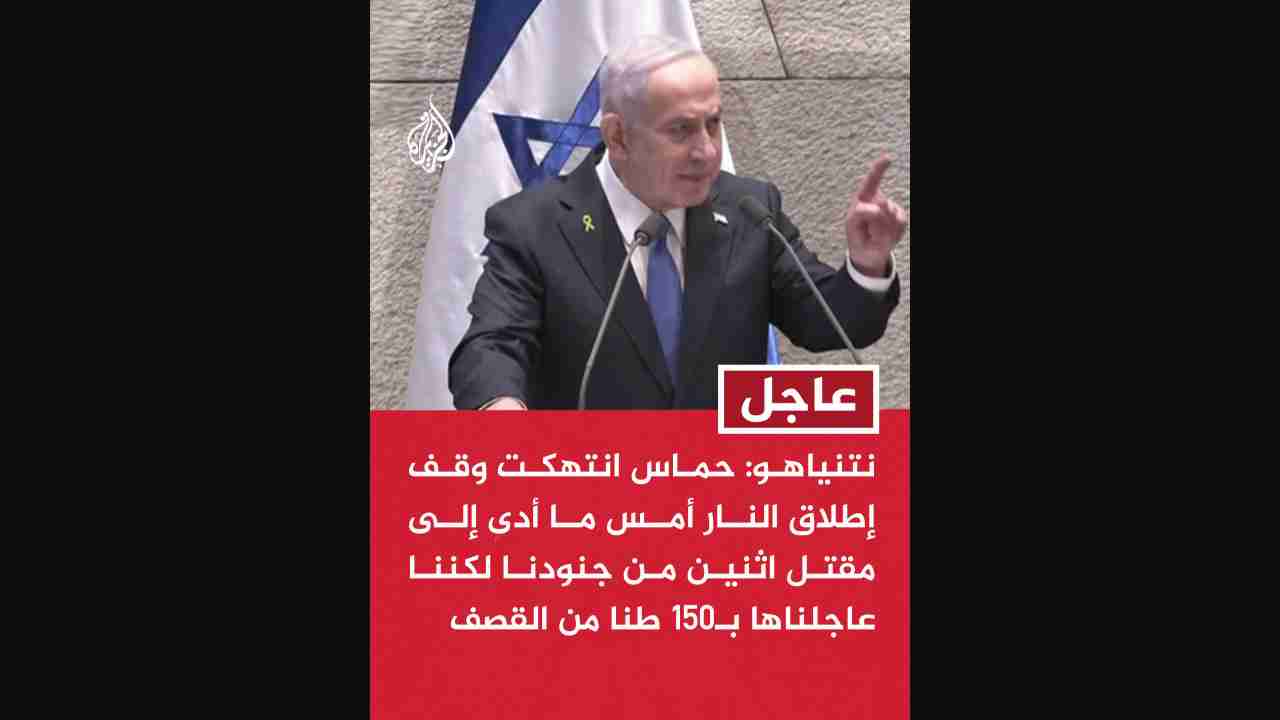 الجزيرة
عاجل
نتنياهو: حماس انتهكت وقف
إطلاق النار أمس ما أدى إلى
مقتل اثنين من جنودنا لكننا
عاجلناها بـ150 طنا من القصف